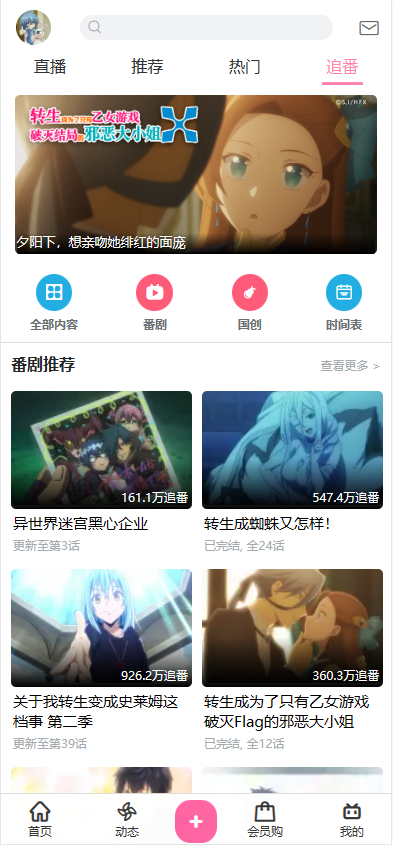 直播 推荐 热门 追番
©S,I/HFX
转生成为了只有乙女游戏
破灭结局的邪恶大小姐
夕阳下，想亲吻她绯红的面庞
全部内容 番剧 国创 时间表
番剧推荐 查看更多 >
161.1万追番 547.4万追番
异世界迷宫黑心企业 转生成蜘蛛又怎样！
更新至第3话 已完结, 全24话
926.2万追番 360.3万追番
关于我转生变成史莱姆这 转生成为了只有乙女游戏
档事 第二季 破灭Flag的邪恶大小姐
更新至第39话 已完结, 全12话
首页 动态 会员购 我的